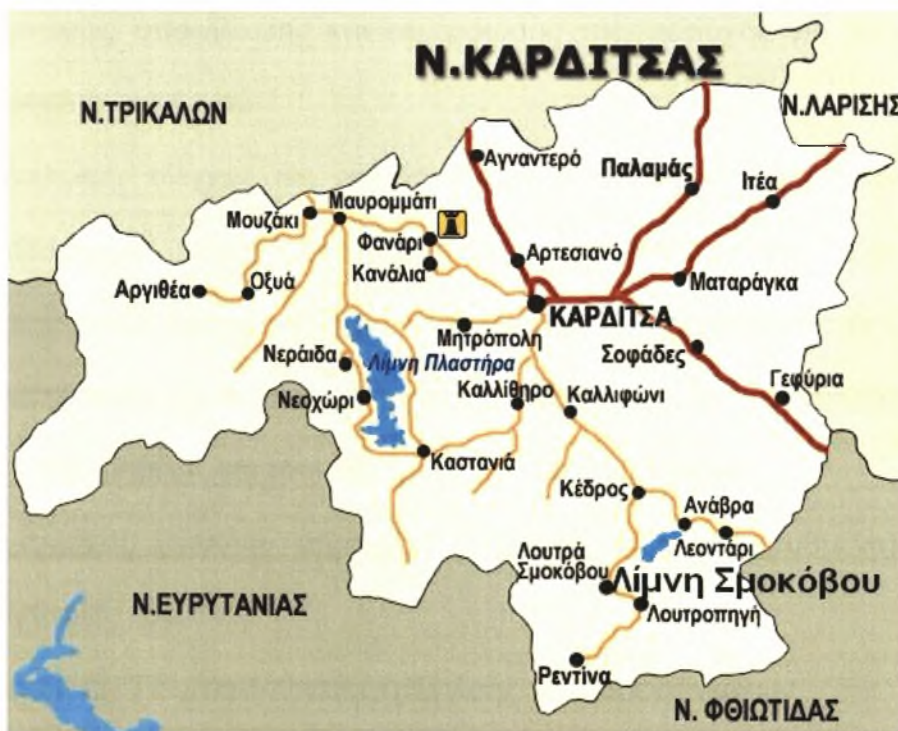 Ν.ΚΑΡΔΙΤΣΑΣ
Ν.ΤΡΙΚΑΛΩΝ
Ν.ΛΑΡΙΣΗΣ
Αγναντερό
Παλαμάς
Ιτέα
Μαυρομμάτι
Μουζάκι
Φανάρι
Αρτεσιανό
Κανάλια
Οξυά
Αργιθέα
Ματαράγκα
ΚΑΡΔΙΤΣΑ
Μητρόπολη
Νεράιδα
Λίμνη Πλαστήρα
Σοφάδες
Καλλίθηρο
Γεφύρια
Νεοχώρι
Καλλιφώνι
Καστανιά
Κέδρος
Ανάβρα
Λεοντάρι
Λουτρά
Σμοκόβου
Λίμνη Σμοκόβου
Λουτροπηγή
Ν.ΕΥΡΥΤΑΝΙΑΣ
Ρεντίνα
Ν. ΦΘΙΩΤΙΔΑΣ